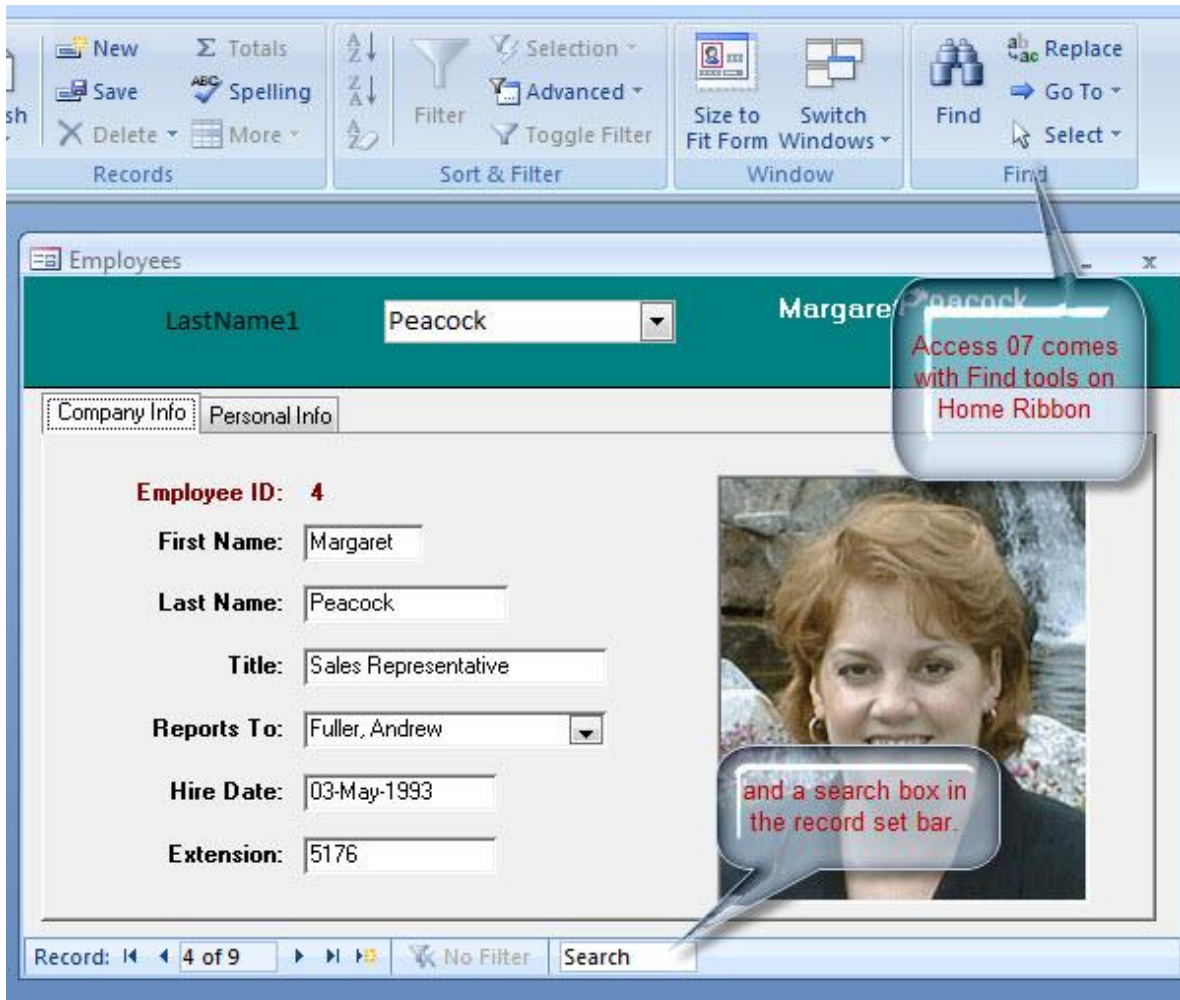 New Σ Totals Selection Replace
Save Spelling Advanced Go To
sh Delete More Filter Toggle Filter Size to Fit Form Switch Windows Find Select
Records Sort & Filter Window Find
Employees
LastName1 Peacock Margaret Peacock
Access 07 comes
with Find tools on
Home Ribbon
Company Info Personal Info
Employee ID: 4
First Name: Margaret
Last Name: Peacock
Title: Sales Representative
Reports To: Fuller, Andrew
Hire Date: 03-May-1993
Extension: 5176
and a search box in
the record set bar.
Record: 4 of 9 No Filter Search